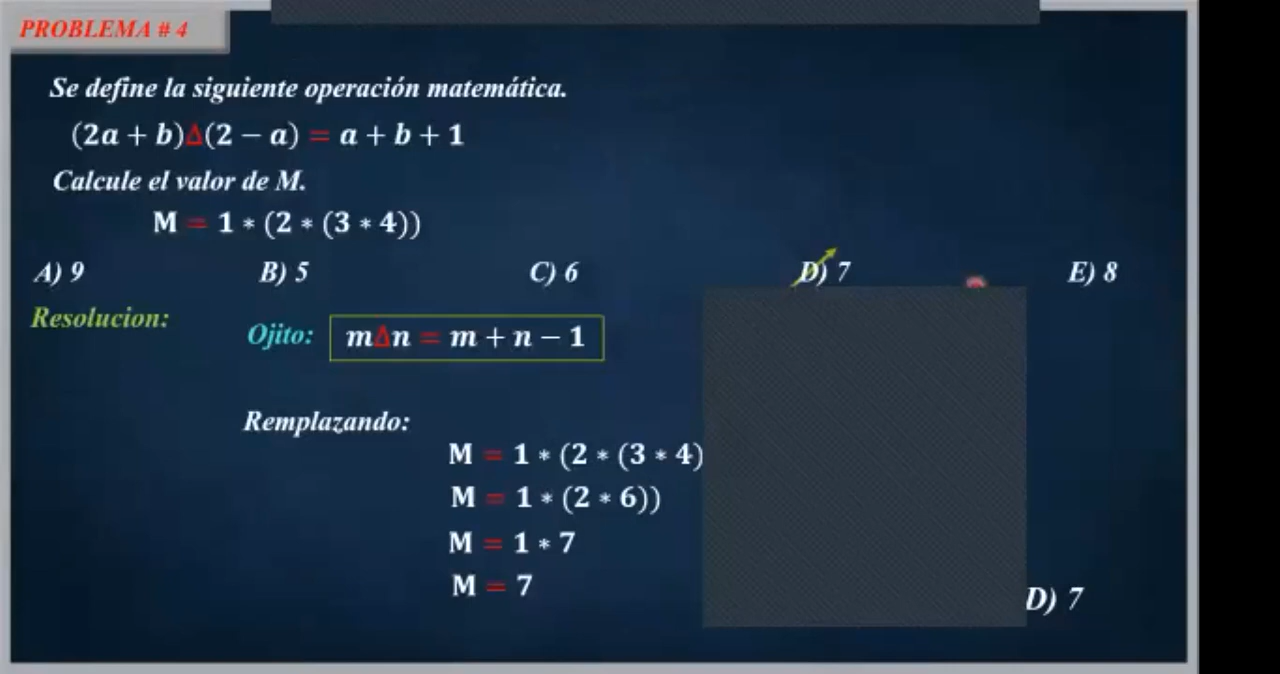 PROBLEMA # 4
Se define la siguiente operación matemática.
(2a + b)Δ(2 − a) = a + b + 1
Calcule el valor de M.
M = 1 ∗ (2 ∗ (3 ∗ 4))
A) 9 B) 5 C) 6 D) 7 E) 8
Resolucion:
Ojito: mΔn = m + n − 1
Remplazando:
M = 1 ∗ (2 ∗ (3 ∗ 4)
M = 1 ∗ (2 ∗ 6))
M = 1 ∗ 7
M = 7
D) 7